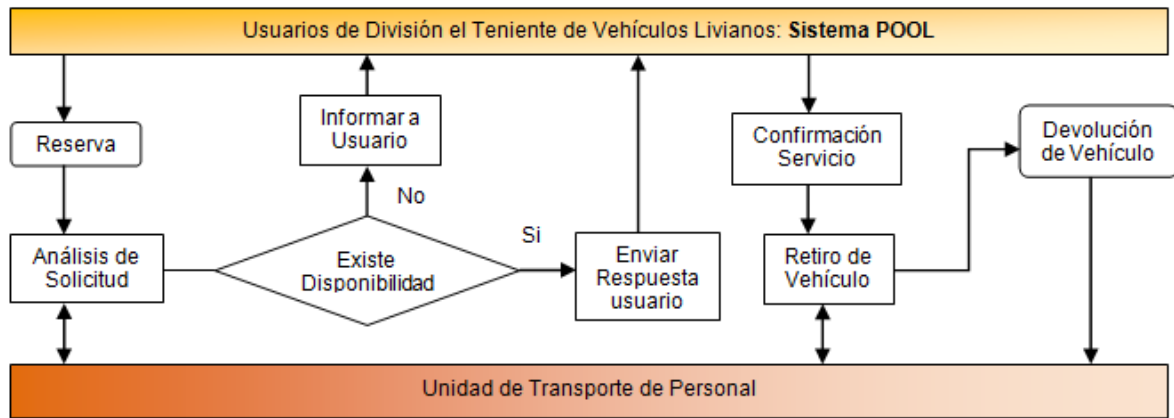 Usuarios de División el Teniente de Vehículos Livianos: Sistema POOL
Reserva
Informar a
Usuario
Confirmación
Servicio
Devolución
de Vehículo
No
Si
Análisis de
Solicitud
Existe
Disponibilidad
Enviar
Respuesta
usuario
Retiro de
Vehículo
Unidad de Transporte de Personal